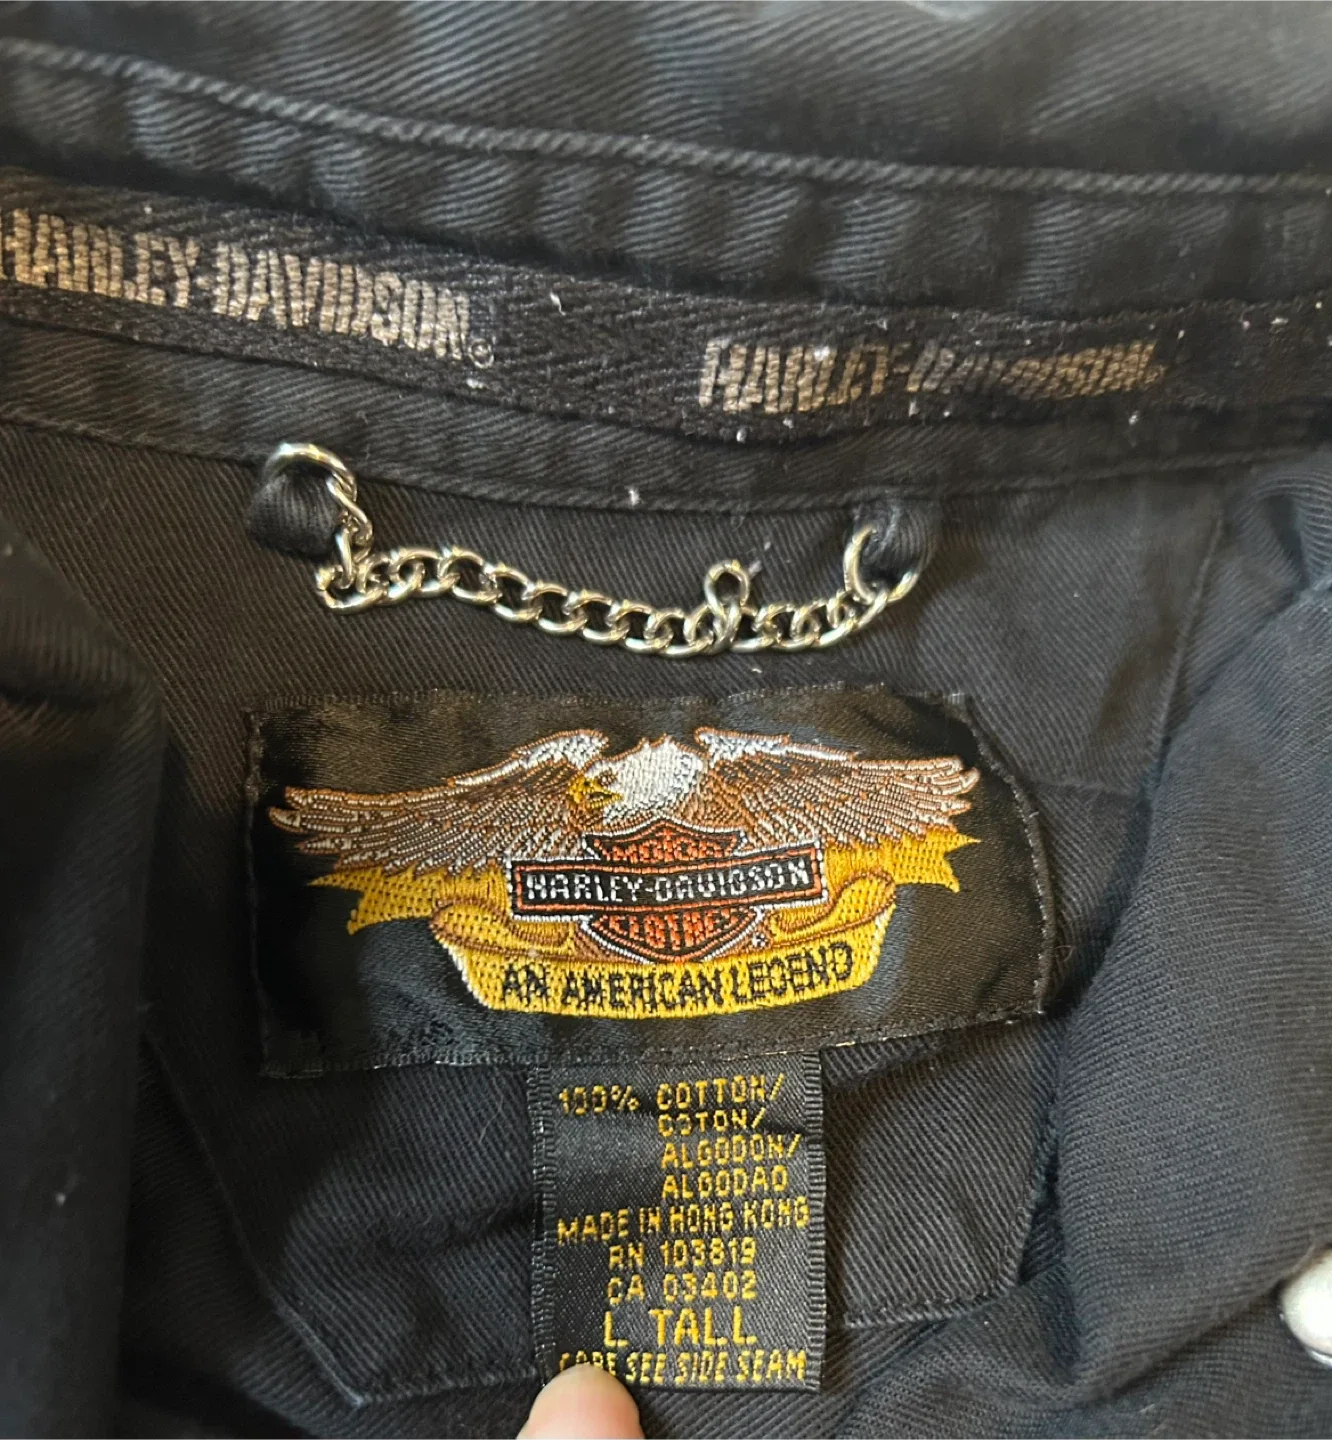 HARLEY-DAVIDSON®
HARLEY-DAVIDSON
MOTOR
HARLEY-DAVIDSON
CLOTHES
®
AN AMERICAN LEGEND
100% COTTON/
COTON/
ALGODON/
ALGODAO
MADE IN HONG KONG
RN 103819
CA 03402
L TALL
CARE SEE SIDE SEAM